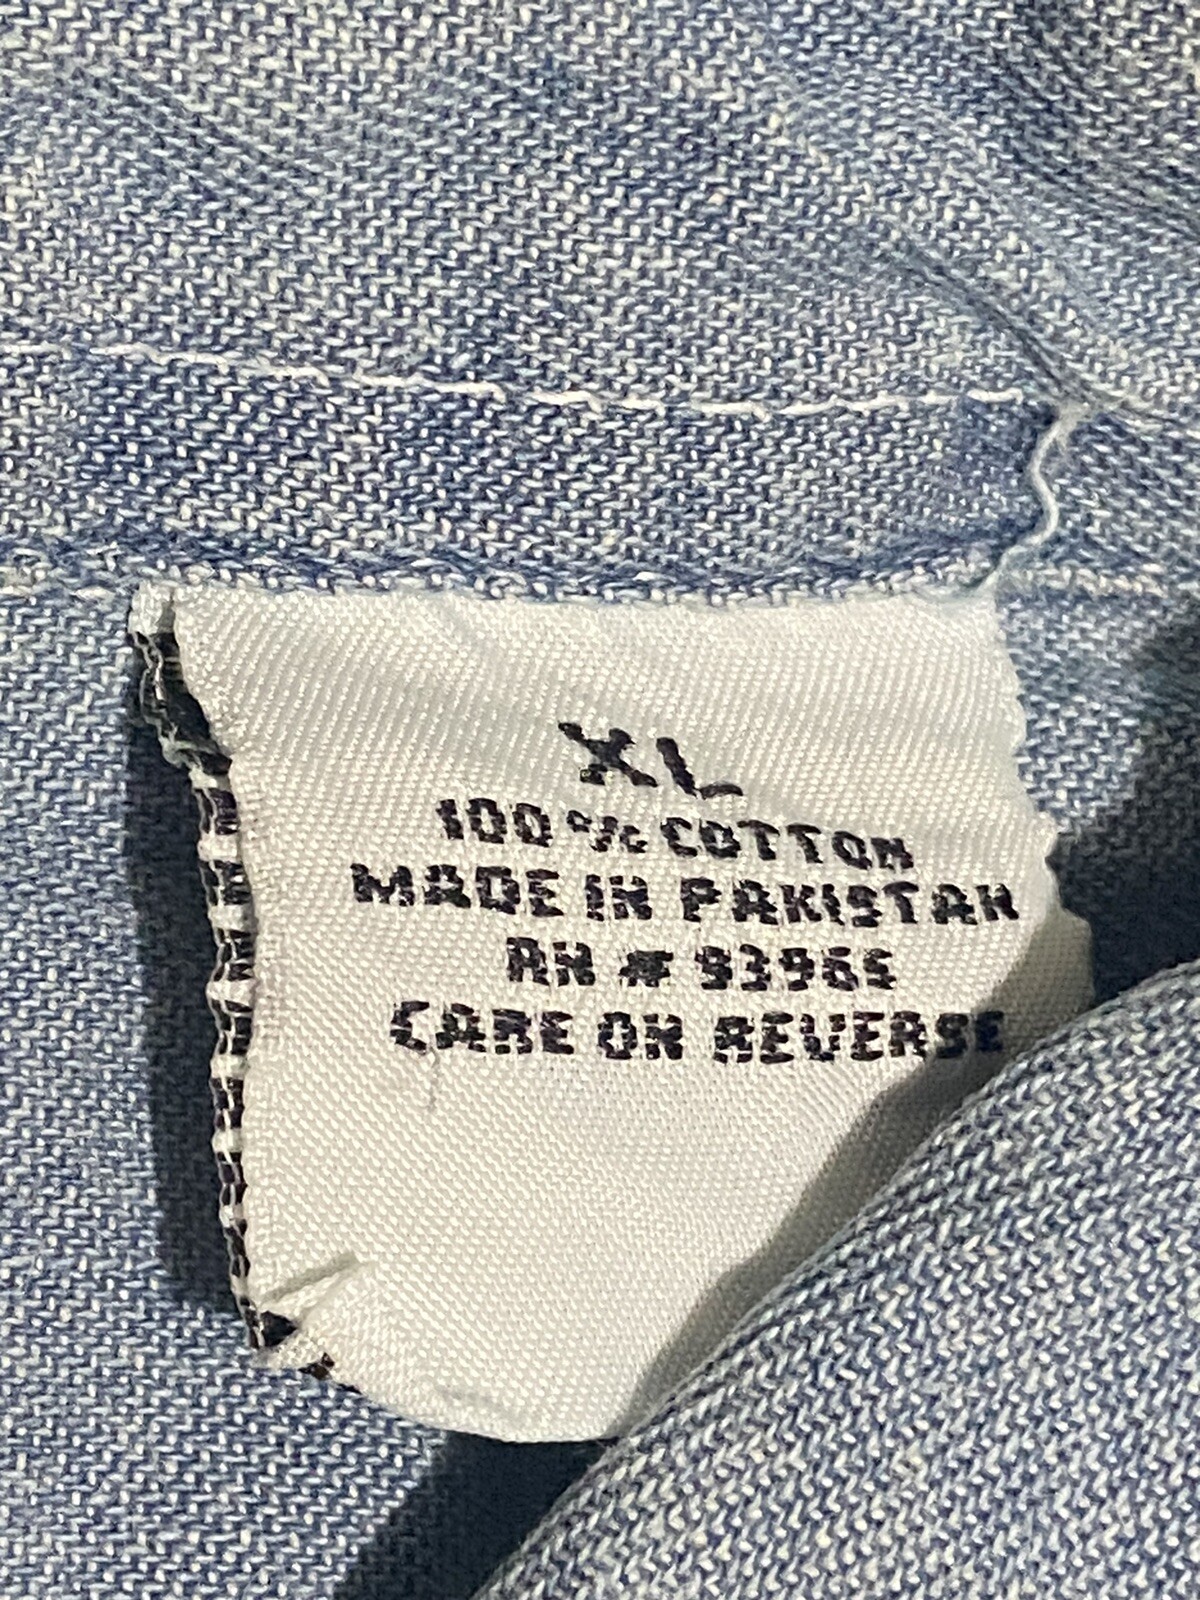 XL
100% COTTON
MADE IN PAKISTAN
RN # 93965
CARE ON REVERSE